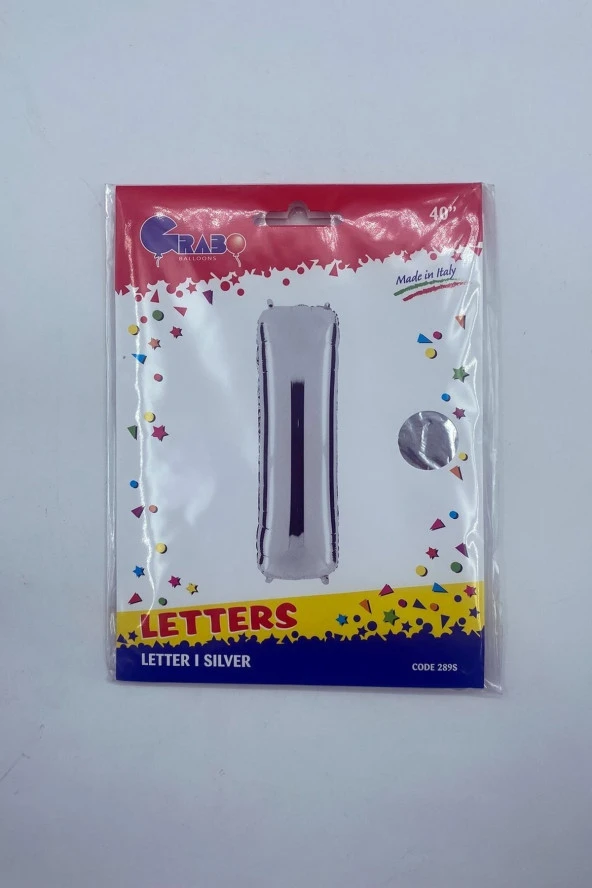 GRABO
BALLOONS
40”
Made in Italy
LETTERS
LETTER I SILVER
CODE 289S